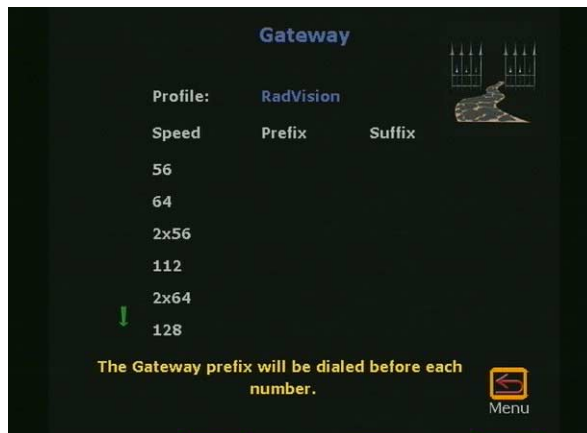 Gateway
Profile: RadVision
Speed Prefix Suffix
56
64
2x56
112
2x64
128
The Gateway prefix will be dialed before each
number.
Menu